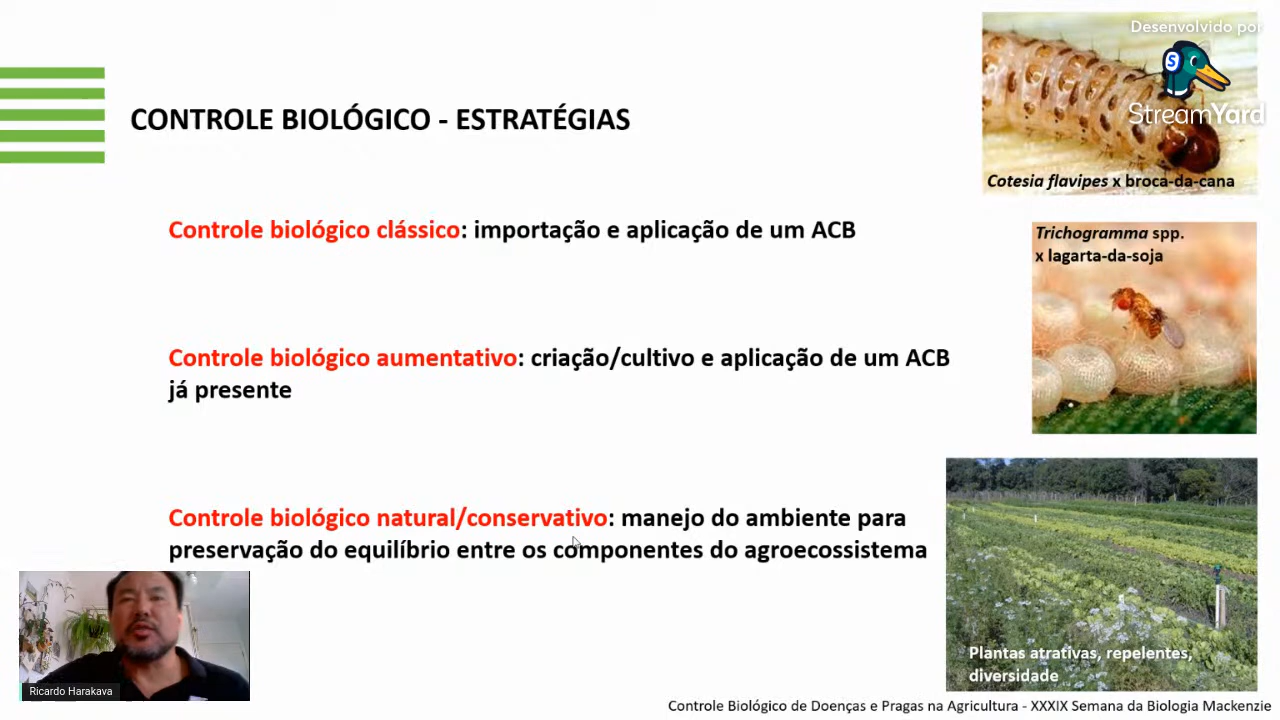 Desenvolvido por
StreamYard
CONTROLE BIOLÓGICO - ESTRATÉGIAS
Cotesia flavipes x broca-da-cana
Controle biológico clássico: importação e aplicação de um ACB
Trichogramma spp.
x lagarta-da-soja
Controle biológico aumentativo: criação/cultivo e aplicação de um ACB
já presente
Controle biológico natural/conservativo: manejo do ambiente para
preservação do equilíbrio entre os componentes do agroecossistema
Plantas atrativas, repelentes,
diversidade
Ricardo Harakava
Controle Biológico de Doenças e Pragas na Agricultura - XXXIX Semana da Biologia Mackenzie